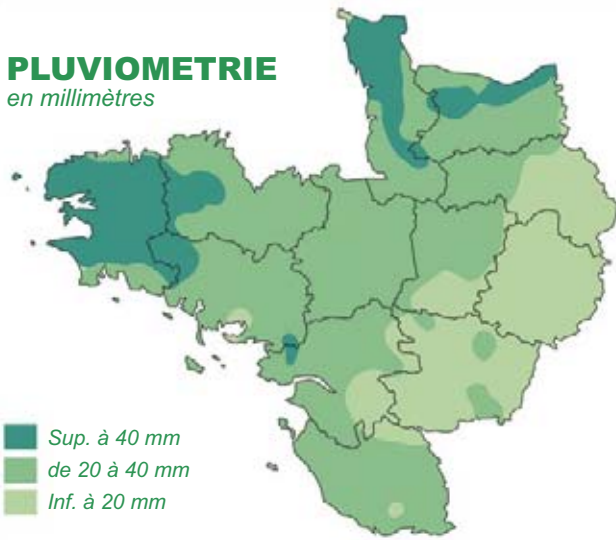 PLUVIOMETRIE
en millimètres
Sup. à 40 mm
de 20 à 40 mm
Inf. à 20 mm